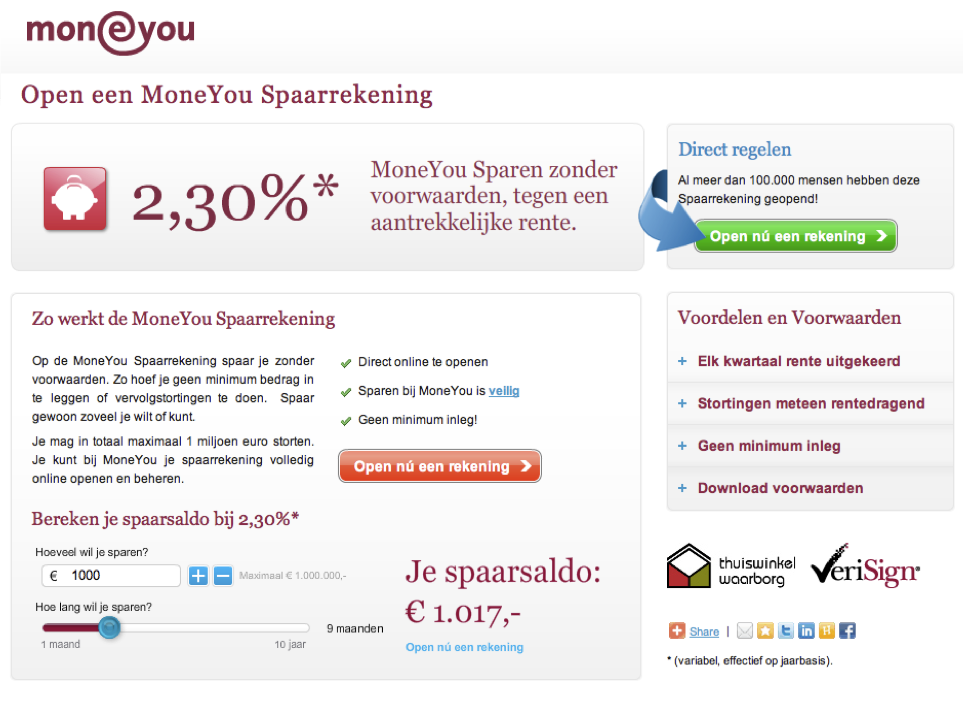 moneyou
Open een MoneYou Spaarrekening
2,30%*
MoneYou Sparen zonder
voorwaarden, tegen een
aantrekkelijke rente.
Direct regelen
Al meer dan 100.000 mensen hebben deze
Spaarrekening geopend!
Open nú een rekening
Zo werkt de MoneYou Spaarrekening
Op de MoneYou Spaarrekening spaar je zonder
voorwaarden. Zo hoef je geen minimum bedrag in
te leggen of vervolgstortingen te doen. Spaar
gewoon zoveel je wilt of kunt.
Je mag in totaal maximaal 1 miljoen euro storten.
Je kunt bij MoneYou je spaarrekening volledig
online openen en beheren.
Direct online te openen
Sparen bij MoneYou is veilig
Geen minimum inleg!
Open nú een rekening
Bereken je spaarsaldo bij 2,30%*
Hoeveel wil je sparen?
€ 1000
Maximaal € 1.000.000,-
Hoe lang wil je sparen?
9 maanden
1 maand
10 jaar
Je spaarsaldo:
€ 1.017,-
Open nú een rekening
Voordelen en Voorwaarden
+ Elk kwartaal rente uitgekeerd
+ Stortingen meteen rentedragend
+ Geen minimum inleg
+ Download voorwaarden
thuiswinkel
waarborg
VeriSign
Share |
* (variabel, effectief op jaarbasis).